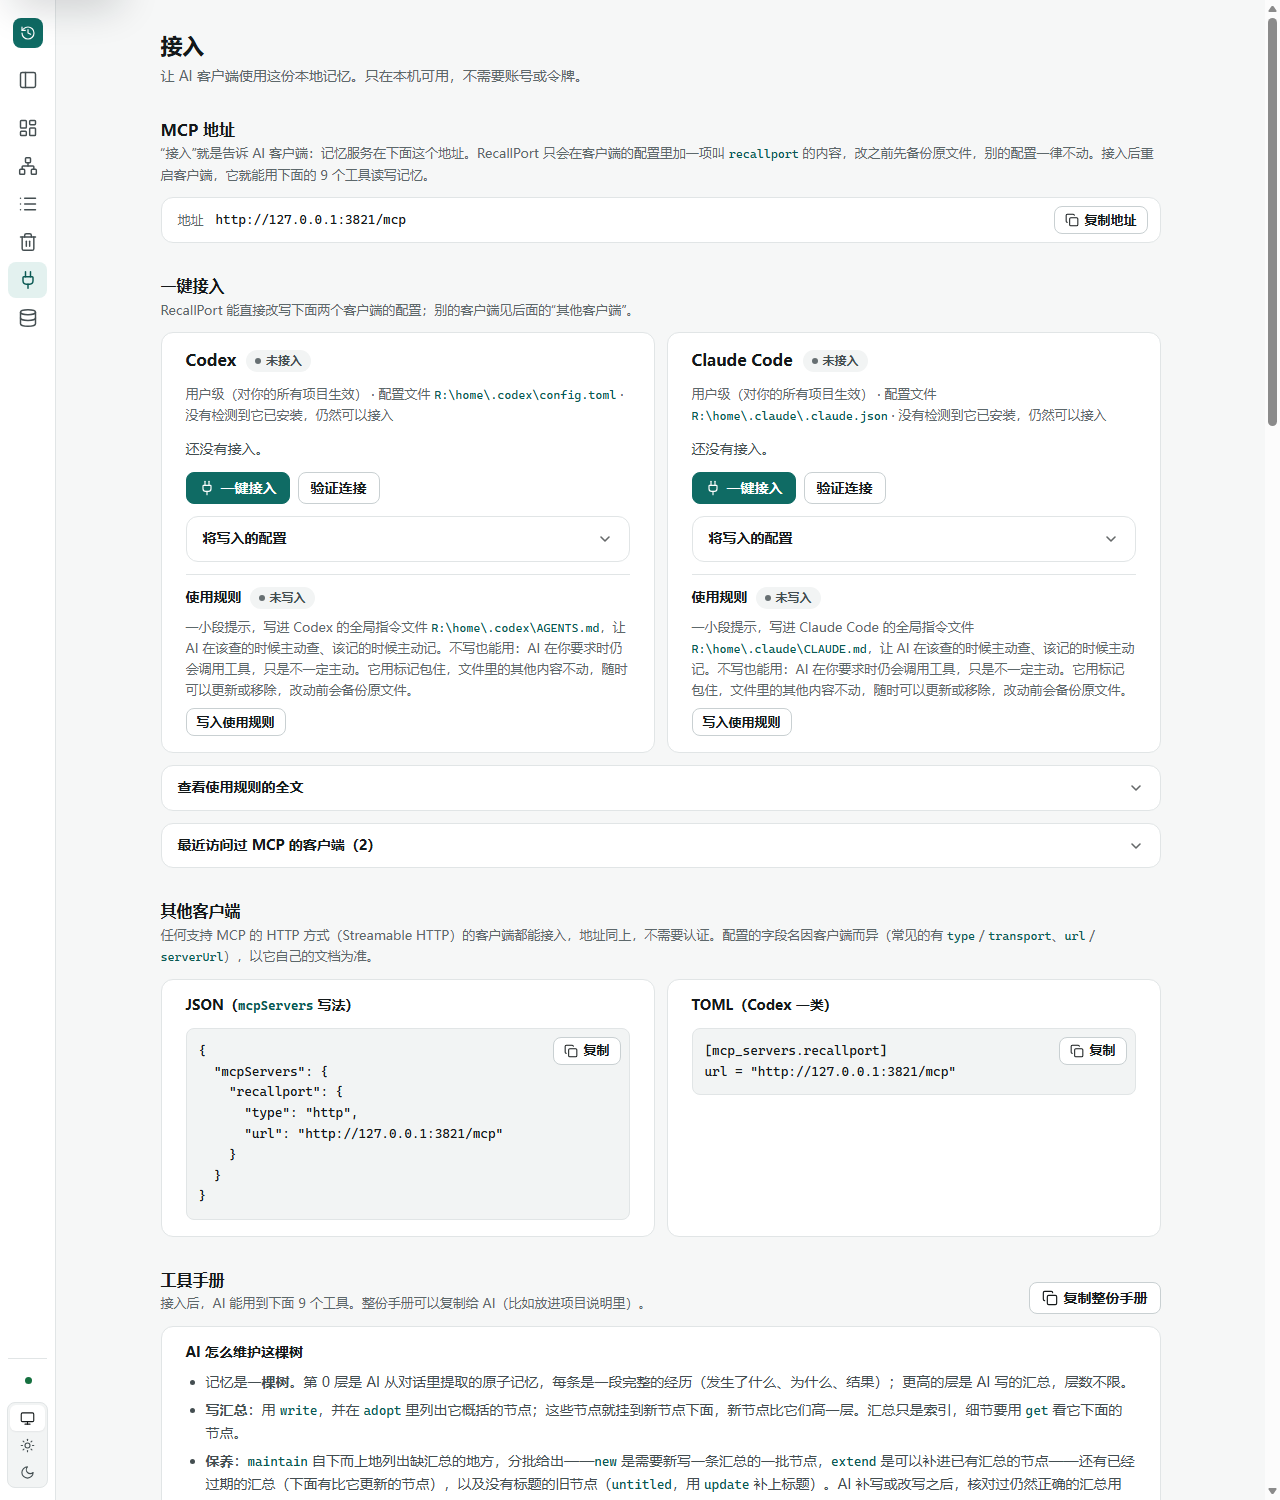 接入
让 AI 客户端使用这份本地记忆。只在本机可用，不需要账号或令牌。
MCP 地址
“接入”就是告诉 AI 客户端：记忆服务在下面这个地址。RecallPort 只会在客户端的配置里加一项叫 recallport 的内容，改之前先备份原文件，别的配置一律不动。接入后重
启客户端，它就能用下面的 9 个工具读写记忆。
地址 http://127.0.0.1:3821/mcp
复制地址
一键接入
RecallPort 能直接改写下面两个客户端的配置；别的客户端见后面的“其他客户端”。
Codex 未接入
用户级（对你的所有项目生效）· 配置文件 R:\home\.codex\config.toml ·
没有检测到它已安装，仍然可以接入
还没有接入。
一键接入 验证连接
将写入的配置
使用规则 未写入
一小段提示，写进 Codex 的全局指令文件 R:\home\.codex\AGENTS.md，让
AI 在该查的时候主动查、该记的时候主动记。不写也能用：AI 在你要求时仍
会调用工具，只是不一定主动。它用标记包住，文件里的其他内容不动，随时
可以更新或移除，改动前会备份原文件。
写入使用规则
Claude Code 未接入
用户级（对你的所有项目生效）· 配置文件
R:\home\.claude\.claude.json · 没有检测到它已安装，仍然可以接入
还没有接入。
一键接入 验证连接
将写入的配置
使用规则 未写入
一小段提示，写进 Claude Code 的全局指令文件
R:\home\.claude\CLAUDE.md，让 AI 在该查的时候主动查、该记的时候主动
记。不写也能用：AI 在你要求时仍会调用工具，只是不一定主动。它用标记
包住，文件里的其他内容不动，随时可以更新或移除，改动前会备份原文件。
写入使用规则
查看使用规则的全文
最近访问过 MCP 的客户端（2）
其他客户端
任何支持 MCP 的 HTTP 方式（Streamable HTTP）的客户端都能接入，地址同上，不需要认证。配置的字段名因客户端而异（常见的有 type / transport、url /
serverUrl），以它自己的文档为准。
JSON（mcpServers 写法）
复制
{
  "mcpServers": {
    "recallport": {
      "type": "http",
      "url": "http://127.0.0.1:3821/mcp"
    }
  }
}
TOML（Codex 一类）
复制
[mcp_servers.recallport]
url = "http://127.0.0.1:3821/mcp"
工具手册
接入后，AI 能用到下面 9 个工具。整份手册可以复制给 AI（比如放进项目说明里）。
复制整份手册
AI 怎么维护这棵树
• 记忆是一棵树。第 0 层是 AI 从对话里提取的原子记忆，每条是一段完整的经历（发生了什么、为什么、结果）；更高的层是 AI 写的汇总，层数不限。
• 写汇总：用 write，并在 adopt 里列出它概括的节点；这些节点就挂到新节点下面，新节点比它们高一层。汇总只是索引，细节要用 get 看它下面的
节点。
• 保养：maintain 自下而上地列出缺汇总的地方，分批给出——new 是需要新写一条汇总的一批节点，extend 是可以补进已有汇总的节点——还有已经
过期的汇总（下面有比它更新的节点），以及没有标题的旧节点（untitled，用 update 补上标题）。AI 补写或改写之后，核对过仍然正确的汇总用